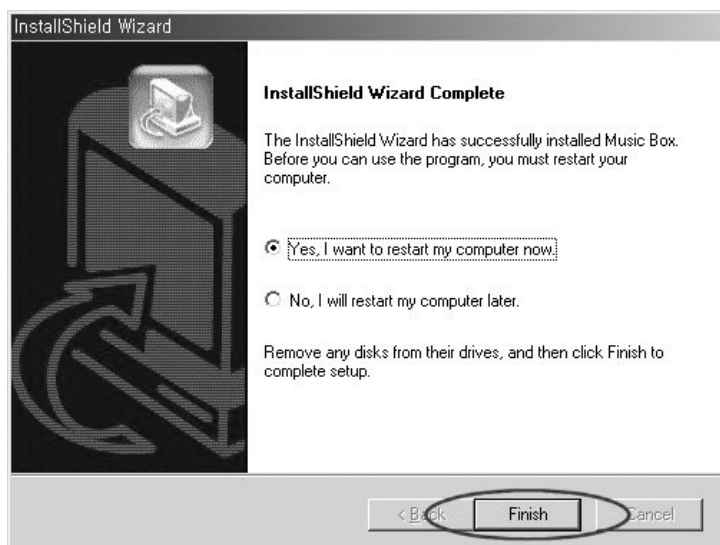 InstallShield Wizard
InstallShield Wizard Complete
The InstallShield Wizard has successfully installed Music Box.
Before you can use the program, you must restart your
computer.
Yes, I want to restart my computer now.
No, I will restart my computer later.
Remove any disks from their drives, and then click Finish to
complete setup.
< Back Finish Cancel